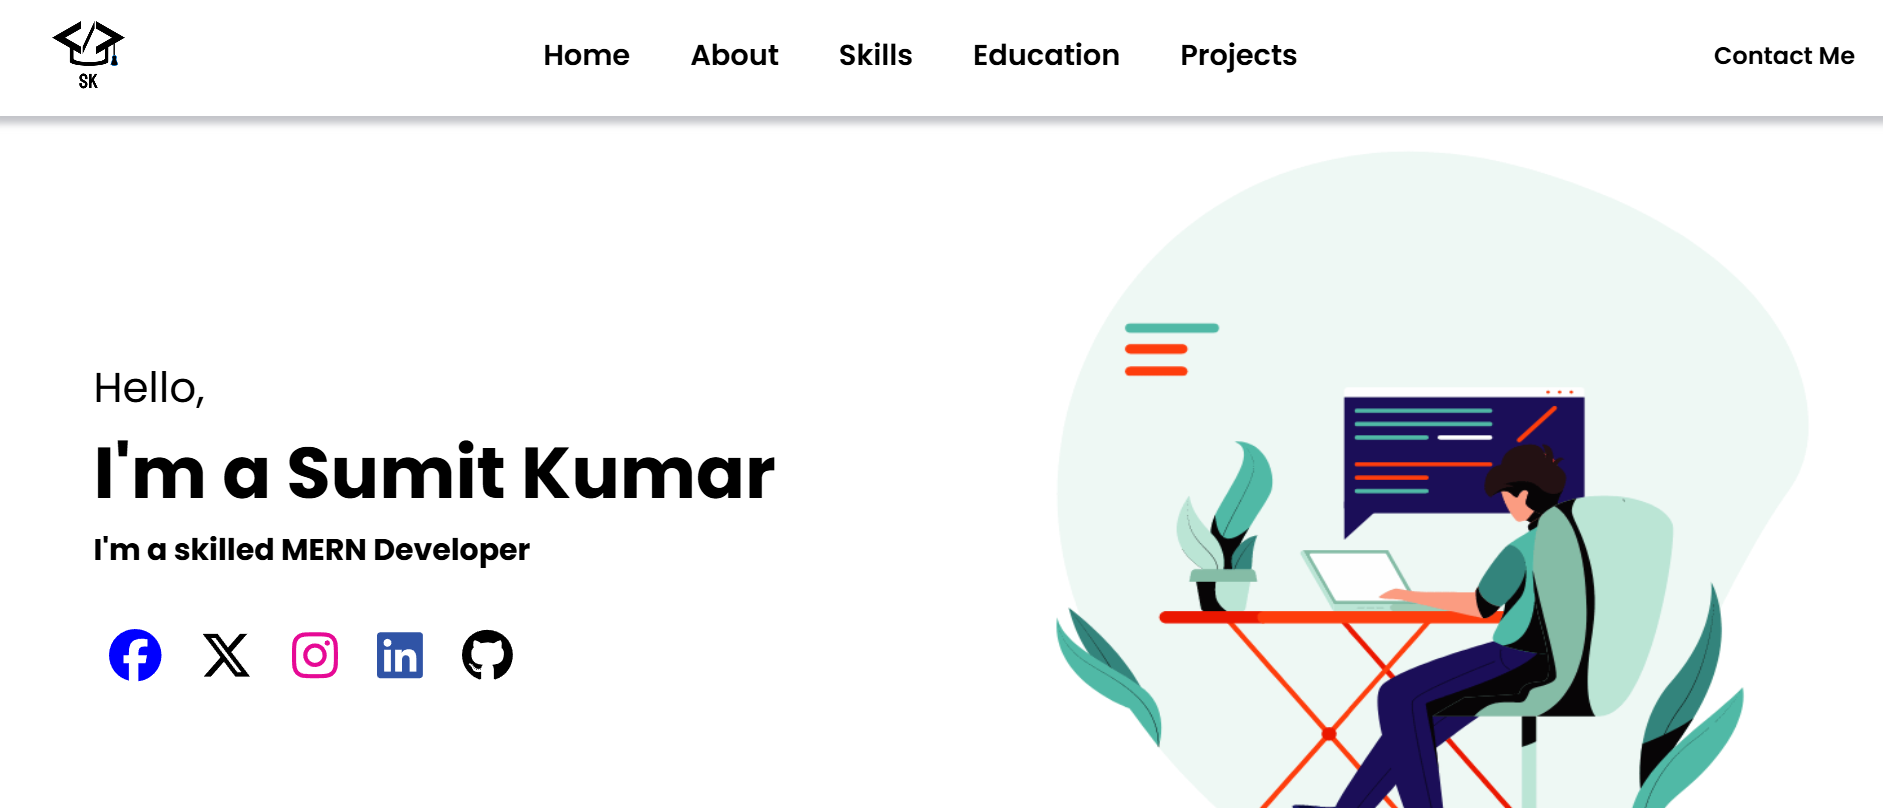 SK
Home About Skills Education Projects Contact Me
Hello,
I'm a Sumit Kumar
I'm a skilled MERN Developer